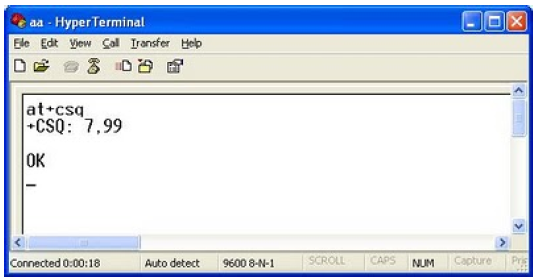 aa - HyperTerminal
File Edit View Call Transfer Help
at+csq
+CSQ: 7,99
OK
Connected 0:00:18 Auto detect 9600 8-N-1 SCROLL CAPS NUM Capture